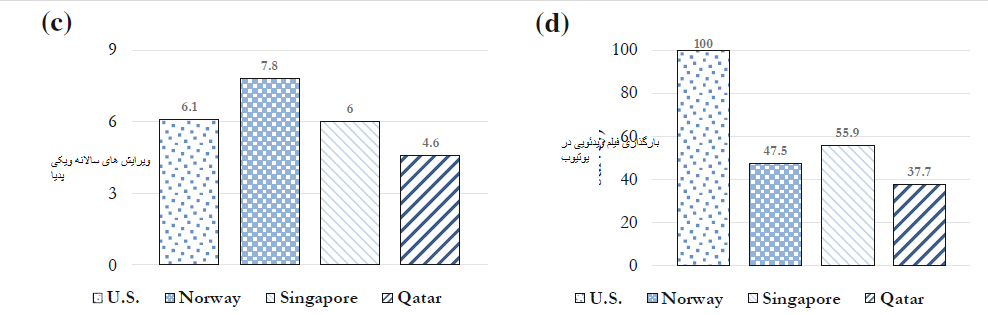 (c)
9
6
3
0
6.1
7.8
6
4.6
ویرایش های سالانه ویکی
پدیا
U.S. Norway Singapore Qatar
(d)
100
80
60
40
20
0
100
47.5
55.9
37.7
بارگذاری فیلم ویدئویی در
یوتیوب
U.S. Norway Singapore Qatar